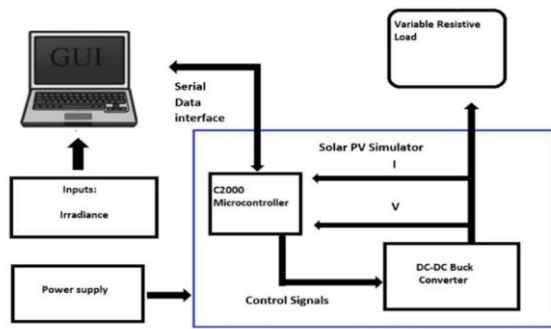 GUI
Variable Resistive
Load
Serial
Data
interface
Solar PV Simulator
I
Inputs:
Irradiance
C2000
Microcontroller
V
Power supply
DC-DC Buck
Converter
Control Signals